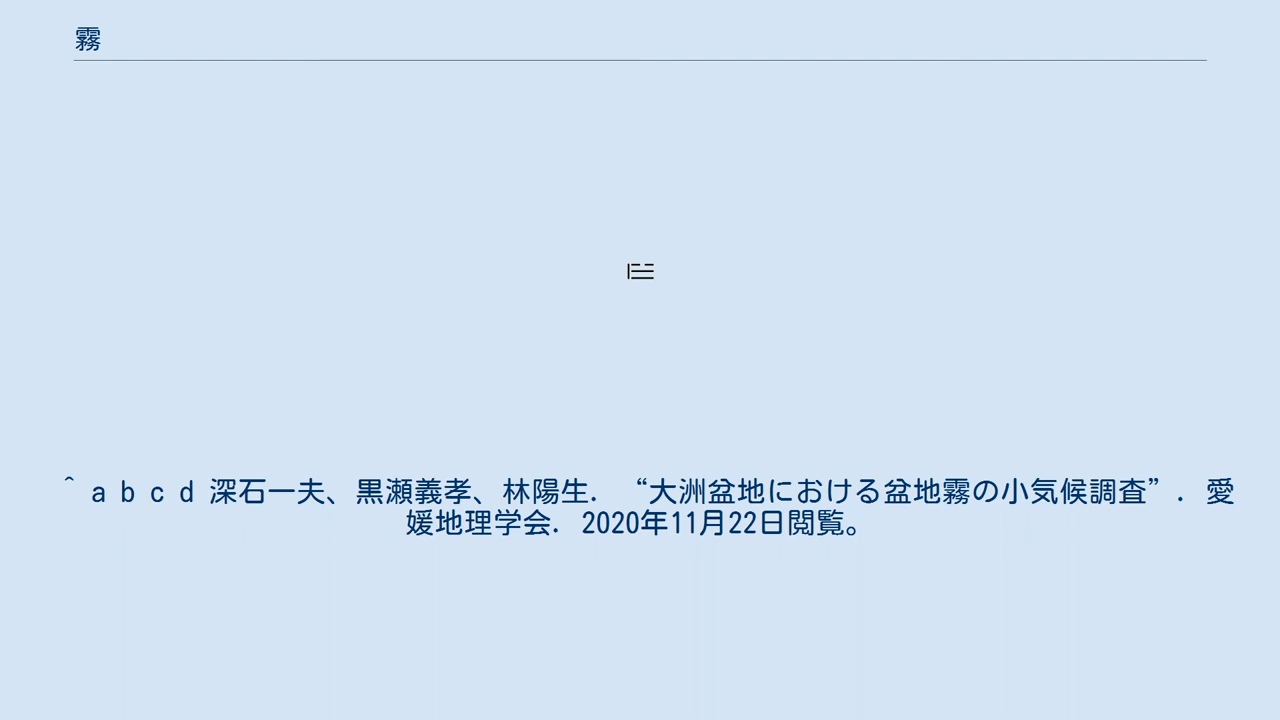 霧
^ a b c d 深石一夫、黒瀬義孝、林陽生. “大洲盆地における盆地霧の小気候調査”. 愛
媛地理学会. 2020年11月22日閲覧。